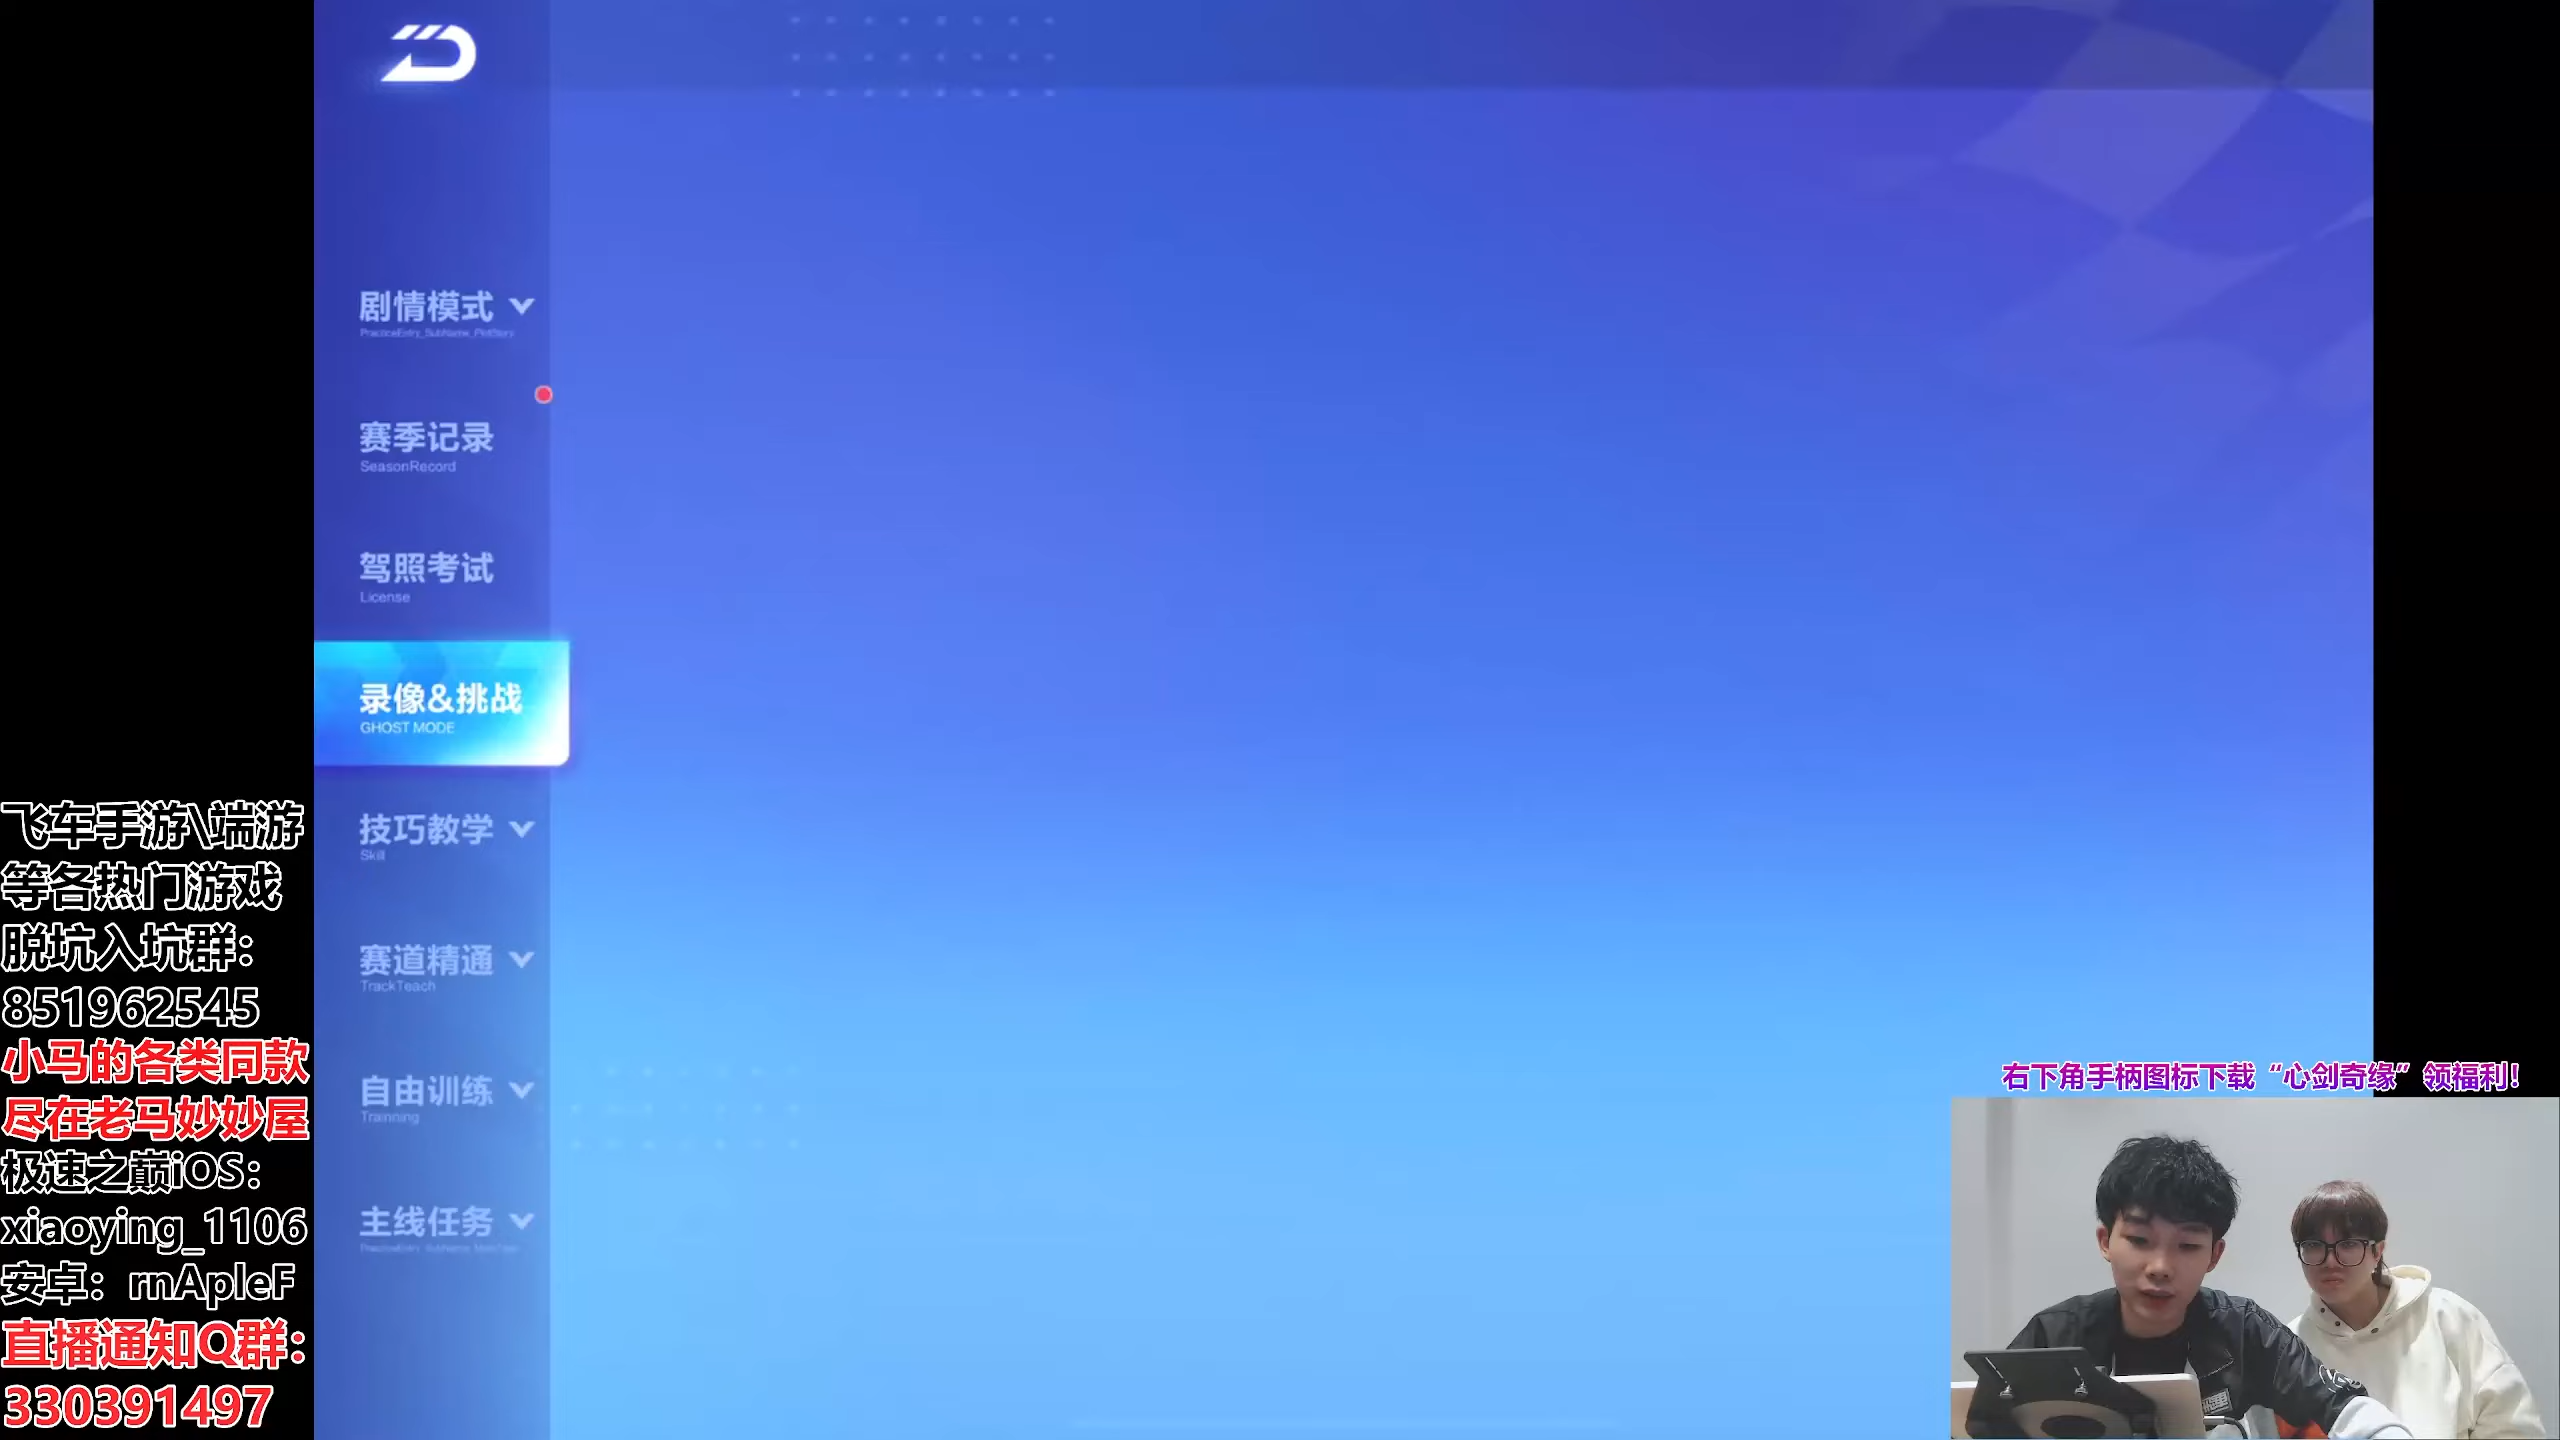 剧情模式
PracticeEntry_SubName_PlotStory
赛季记录
SeasonRecord
驾照考试
License
录像&挑战
GHOST MODE
技巧教学
Skill
赛道精通
TrackTeach
自由训练
Trainning
主线任务
飞车手游\端游
等各热门游戏
脱坑入坑群：
851962545
小马的各类同款
尽在老马妙妙屋
极速之巅iOS：
xiaoying_1106
安卓：rnApleF
直播通知Q群：
330391497
右下角手柄图标下载“心剑奇缘”领福利！